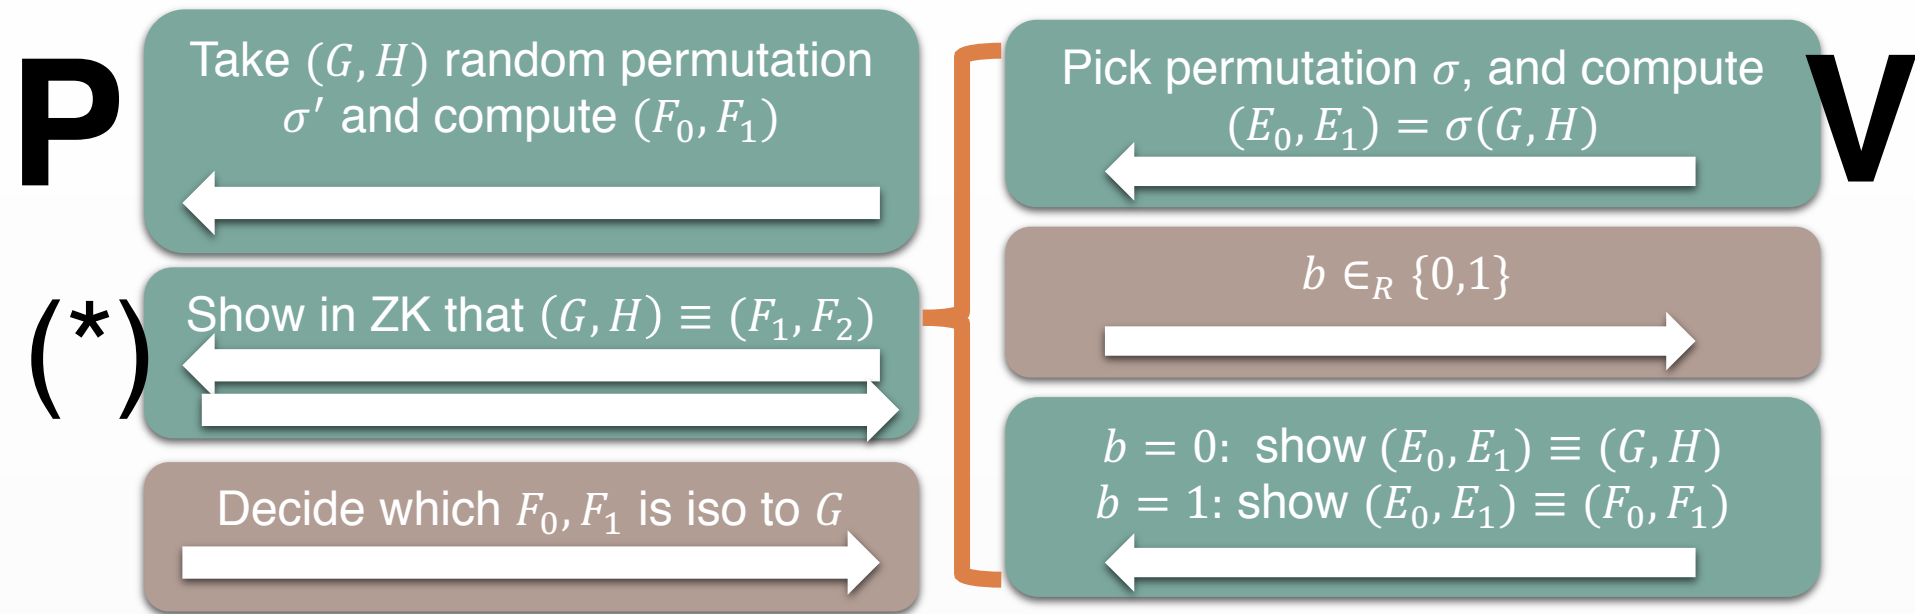 P
Take (G, H) random permutation
σ′ and compute (F₀, F₁)
(*)
Show in ZK that (G, H) ≡ (F₁, F₂)
Decide which F₀, F₁ is iso to G
Pick permutation σ, and compute
(E₀, E₁) = σ(G, H)
V
b ∈_R {0,1}
b = 0: show (E₀, E₁) ≡ (G, H)
b = 1: show (E₀, E₁) ≡ (F₀, F₁)